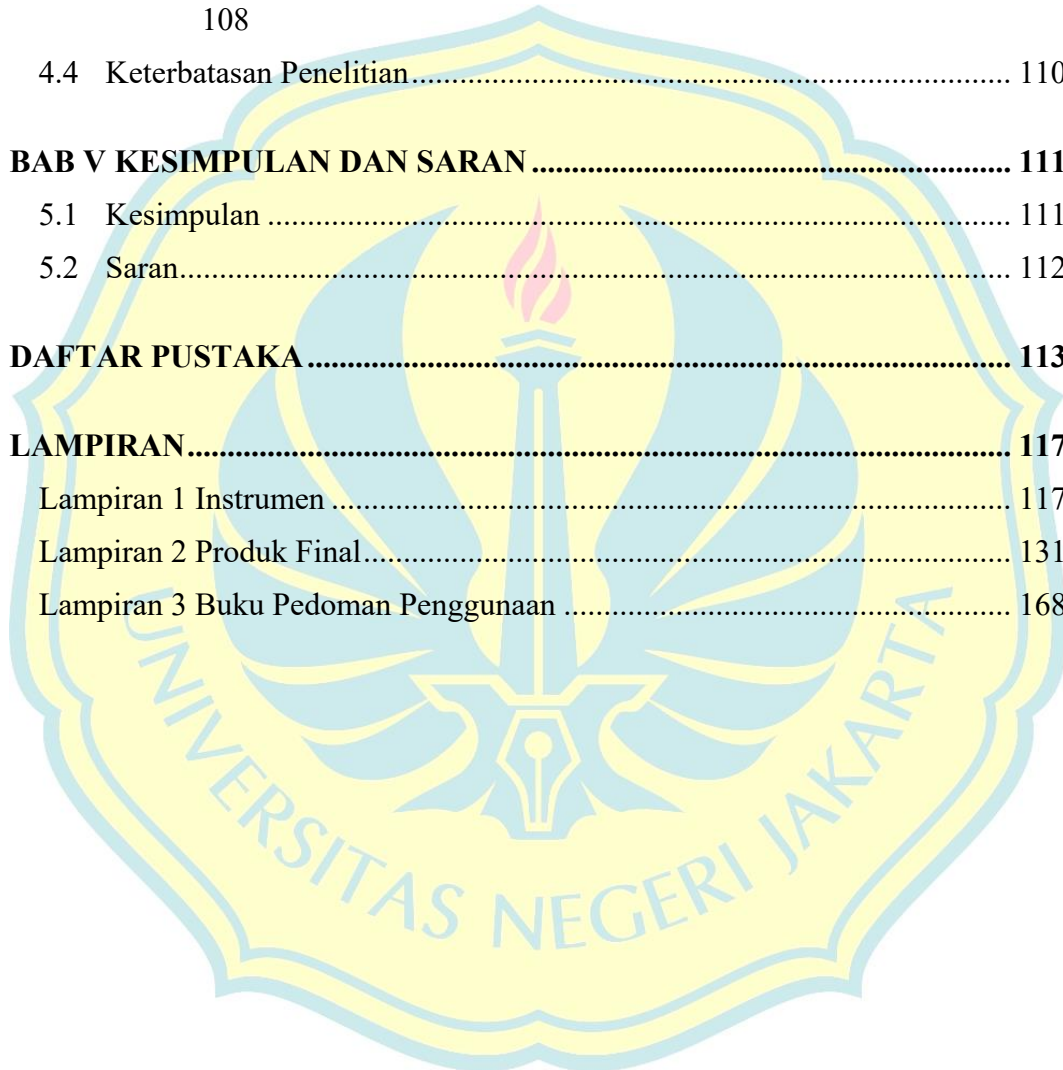 108
4.4 Keterbatasan Penelitian........................................................................................ 110
BAB V KESIMPULAN DAN SARAN.................................................................... 111
5.1 Kesimpulan ........................................................................................................ 111
5.2 Saran.................................................................................................................... 112
DAFTAR PUSTAKA................................................................................................ 113
LAMPIRAN............................................................................................................... 117
Lampiran 1 Instrumen .............................................................................................. 117
Lampiran 2 Produk Final.......................................................................................... 131
Lampiran 3 Buku Pedoman Penggunaan ................................................................ 168
UNIVERSITAS NEGERI JAKARTA